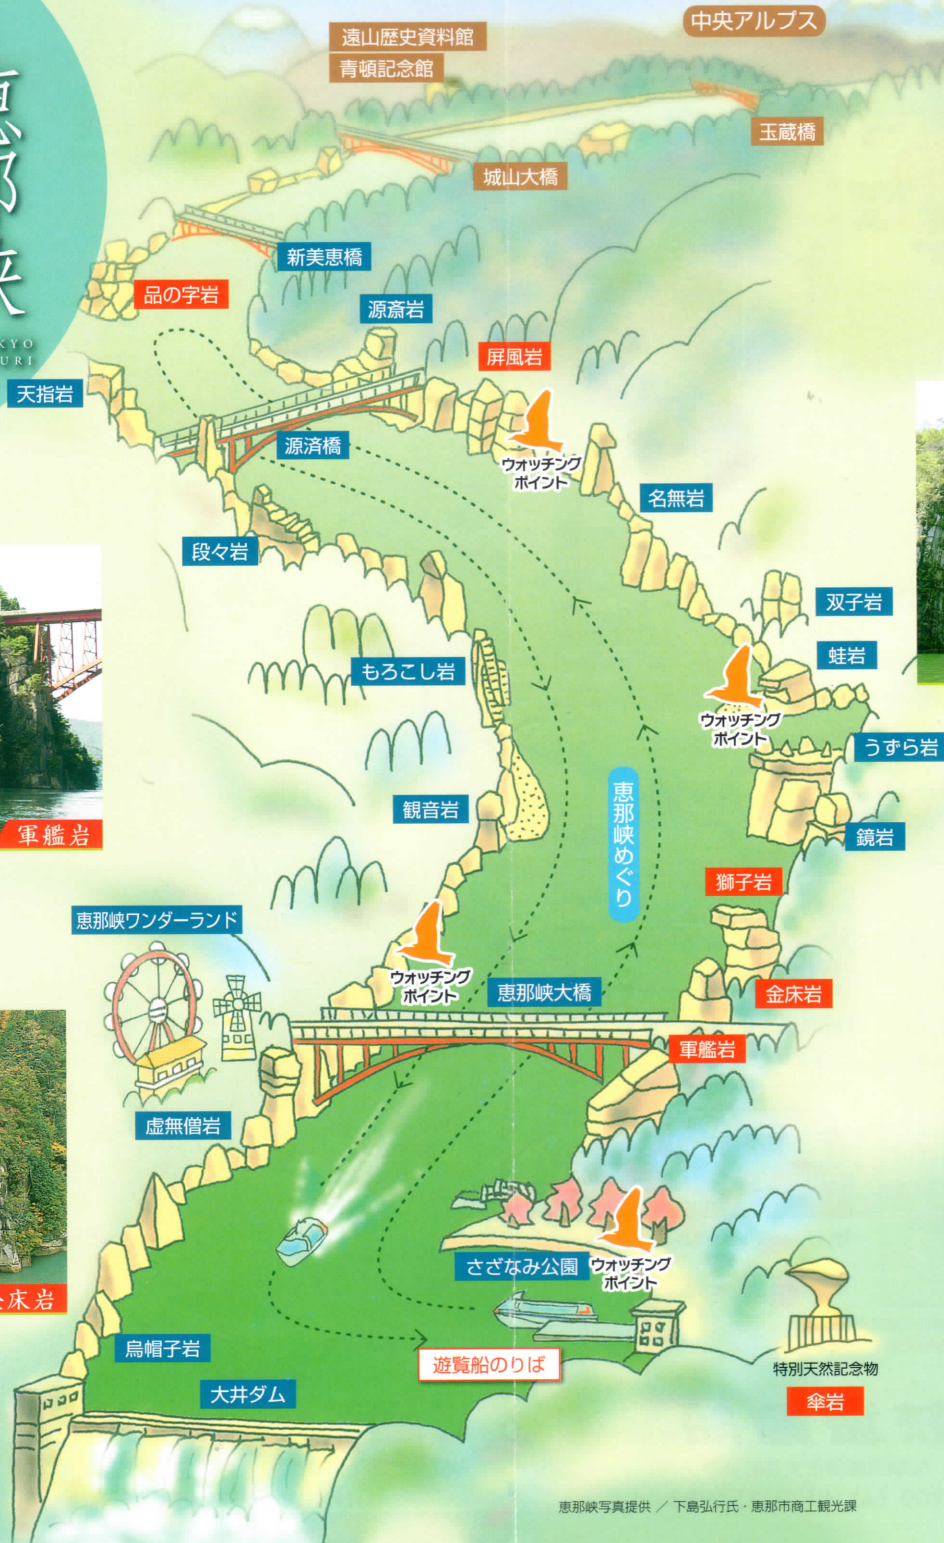 中央アルプス
遠山歴史資料館
青頓記念館
玉蔵橋
城山大橋
恵那峡
KYO
URI
新美恵橋
品の字岩
源斎岩
屏風岩
天指岩
源済橋
ウォッチング
ポイント
名無岩
段々岩
双子岩
蛙岩
もろこし岩
ウォッチング
ポイント
うずら岩
恵那峡めぐり
観音岩
軍艦岩
鏡岩
獅子岩
恵那峡ワンダーランド
ウォッチング
ポイント
恵那峡大橋
金床岩
軍艦岩
虚無僧岩
さざなみ公園
ウォッチング
ポイント
床岩
烏帽子岩
遊覧船のりば
特別天然記念物
傘岩
大井ダム
恵那峡写真提供 ／ 下島弘行氏・恵那市商工観光課